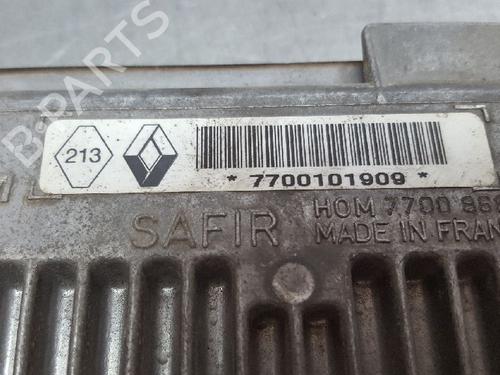 213
* 7700101909 *
SAFIR
HOM 7700
MADE IN FRAN
B-PARTS